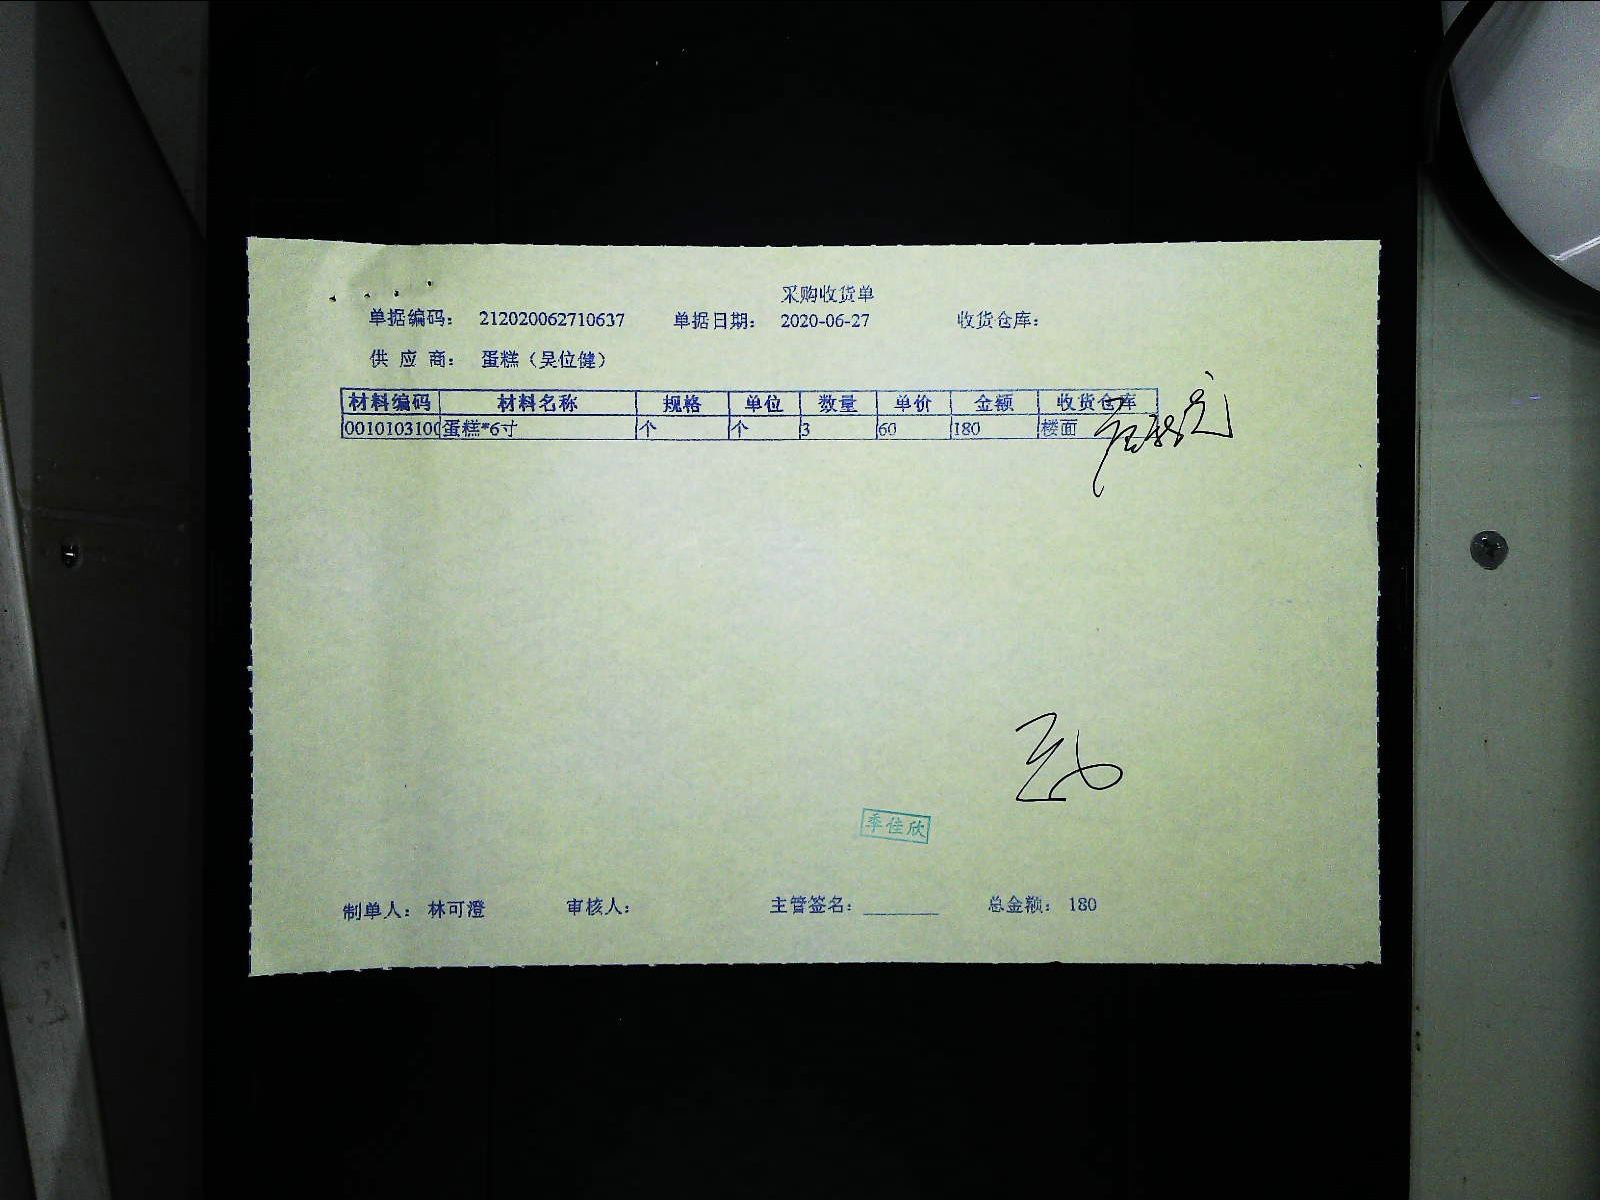 采购收货单
单据编码： 212020062710637 单据日期： 2020-06-27 收货仓库：
供 应 商： 蛋糕（吴位健）
材料编码 材料名称 规格 单位 数量 单价 金额 收货仓库
0010103100 蛋糕*6寸 个 个 3 60 180 楼面
季佳欣
制单人： 林可澄 审核人： 主管签名：________ 总金额： 180